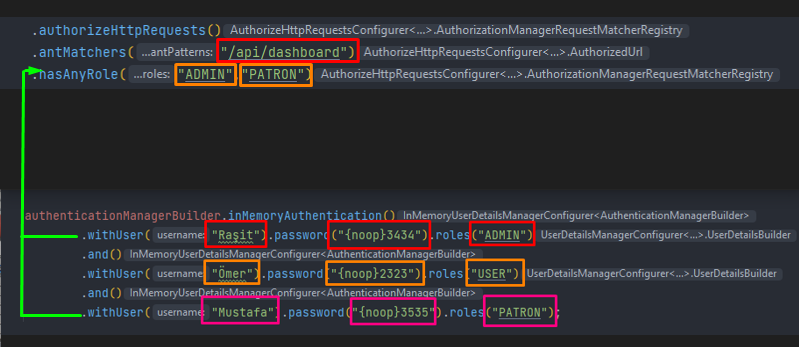 .authorizeHttpRequests() AuthorizeHttpRequestsConfigurer<...>.AuthorizationManagerRequestMatcherRegistry
.antMatchers( ...antPatterns: "/api/dashboard") AuthorizeHttpRequestsConfigurer<...>.AuthorizedUrl
.hasAnyRole( ...roles: "ADMIN" "PATRON") AuthorizeHttpRequestsConfigurer<...>.AuthorizationManagerRequestMatcherRegistry
authenticationManagerBuilder.inMemoryAuthentication() InMemoryUserDetailsManagerConfigurer<AuthenticationManagerBuilder>
.withUser( username: "Raşit").password("{noop}3434").roles("ADMIN") UserDetailsManagerConfigurer<...>.UserDetailsBuilder
.and() InMemoryUserDetailsManagerConfigurer<AuthenticationManagerBuilder>
.withUser( username: "Ömer").password("{noop}2323").roles("USER") UserDetailsManagerConfigurer<...>.UserDetailsBuilder
.and() InMemoryUserDetailsManagerConfigurer<AuthenticationManagerBuilder>
.withUser( username: "Mustafa").password("{noop}3535").roles("PATRON");